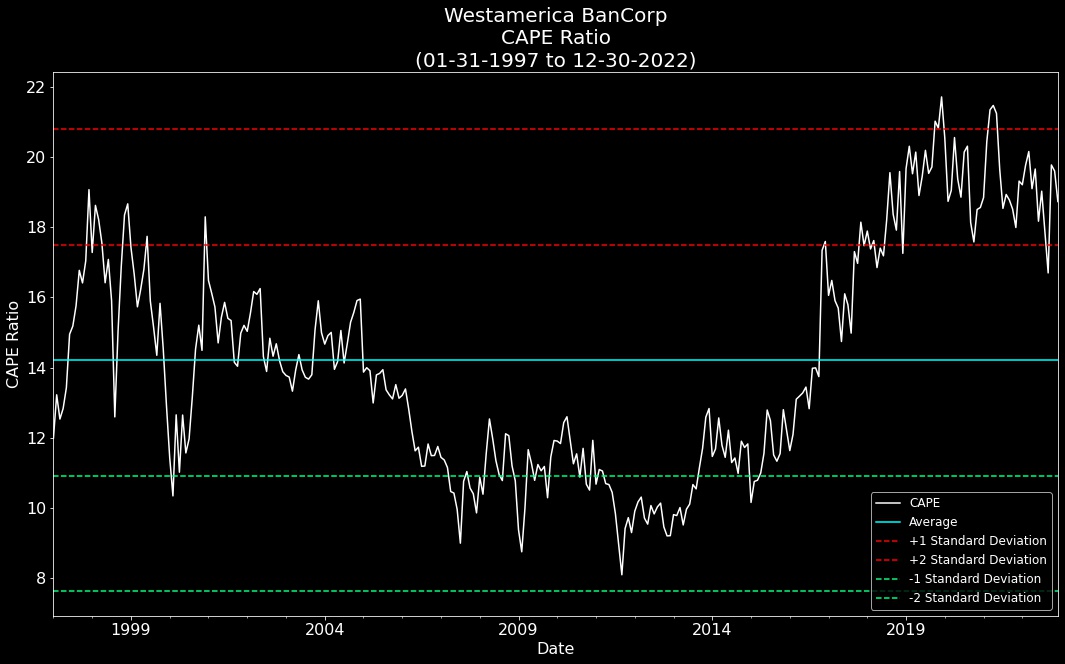 Westamerica BanCorp
CAPE Ratio
(01-31-1997 to 12-30-2022)
CAPE Ratio
22
20
18
16
14
12
10
8
1999
2004
2009
2014
2019
Date
CAPE
Average
+1 Standard Deviation
+2 Standard Deviation
-1 Standard Deviation
-2 Standard Deviation